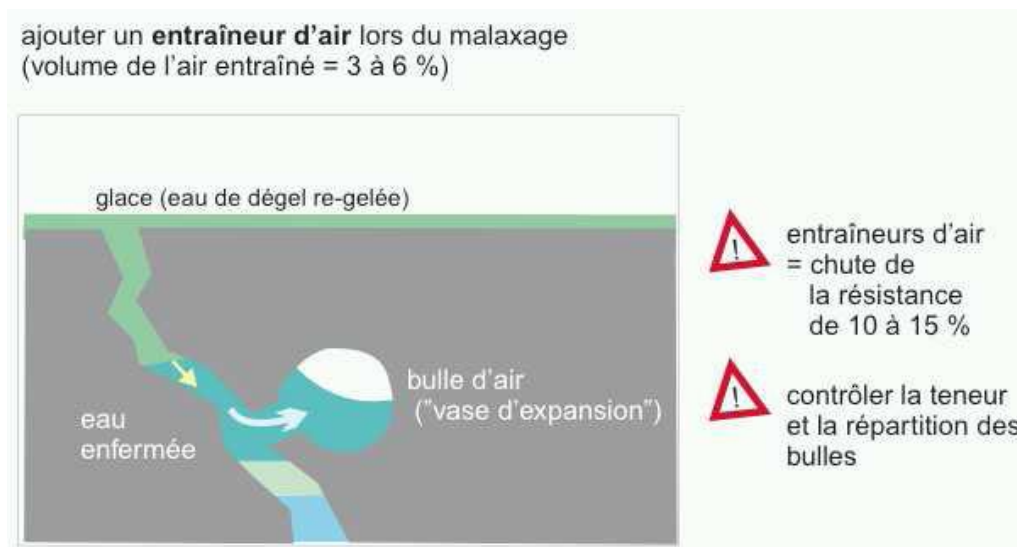 ajouter un entraîneur d'air lors du malaxage
(volume de l'air entraîné = 3 à 6 %)
glace (eau de dégel re-gelée)
eau
enfermée
bulle d'air
("vase d'expansion")
!
entraîneurs d'air
= chute de
la résistance
de 10 à 15 %
!
contrôler la teneur
et la répartition des
bulles